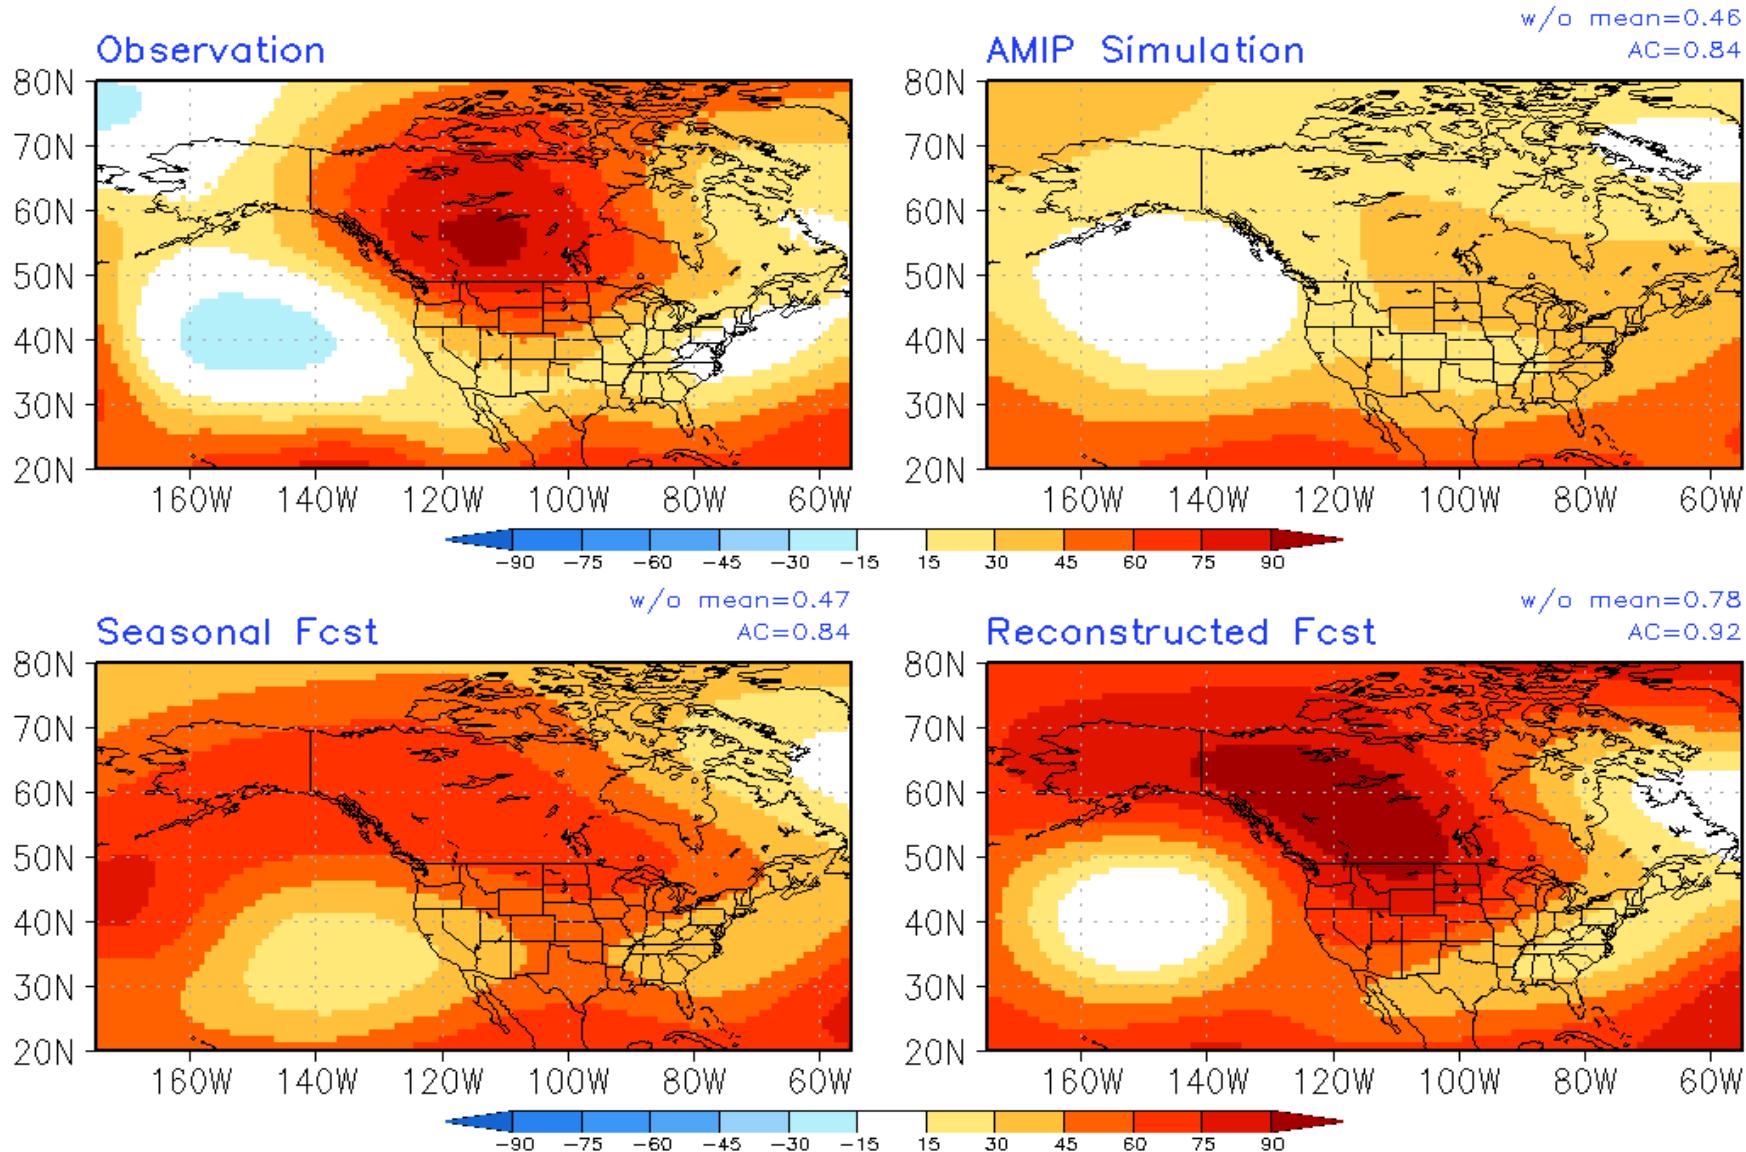 w/o mean=0.46
Observation
AMIP Simulation
AC=0.84
80N
70N
60N
50N
40N
30N
20N
160W 140W 120W 100W 80W 60W
80N
70N
60N
50N
40N
30N
20N
160W 140W 120W 100W 80W 60W
-90 -75 -60 -45 -30 -15 15 30 45 60 75 90
w/o mean=0.47
Seasonal Fcst
AC=0.84
w/o mean=0.78
Reconstructed Fcst
AC=0.92
80N
70N
60N
50N
40N
30N
20N
160W 140W 120W 100W 80W 60W
80N
70N
60N
50N
40N
30N
20N
160W 140W 120W 100W 80W 60W
-90 -75 -60 -45 -30 -15 15 30 45 60 75 90